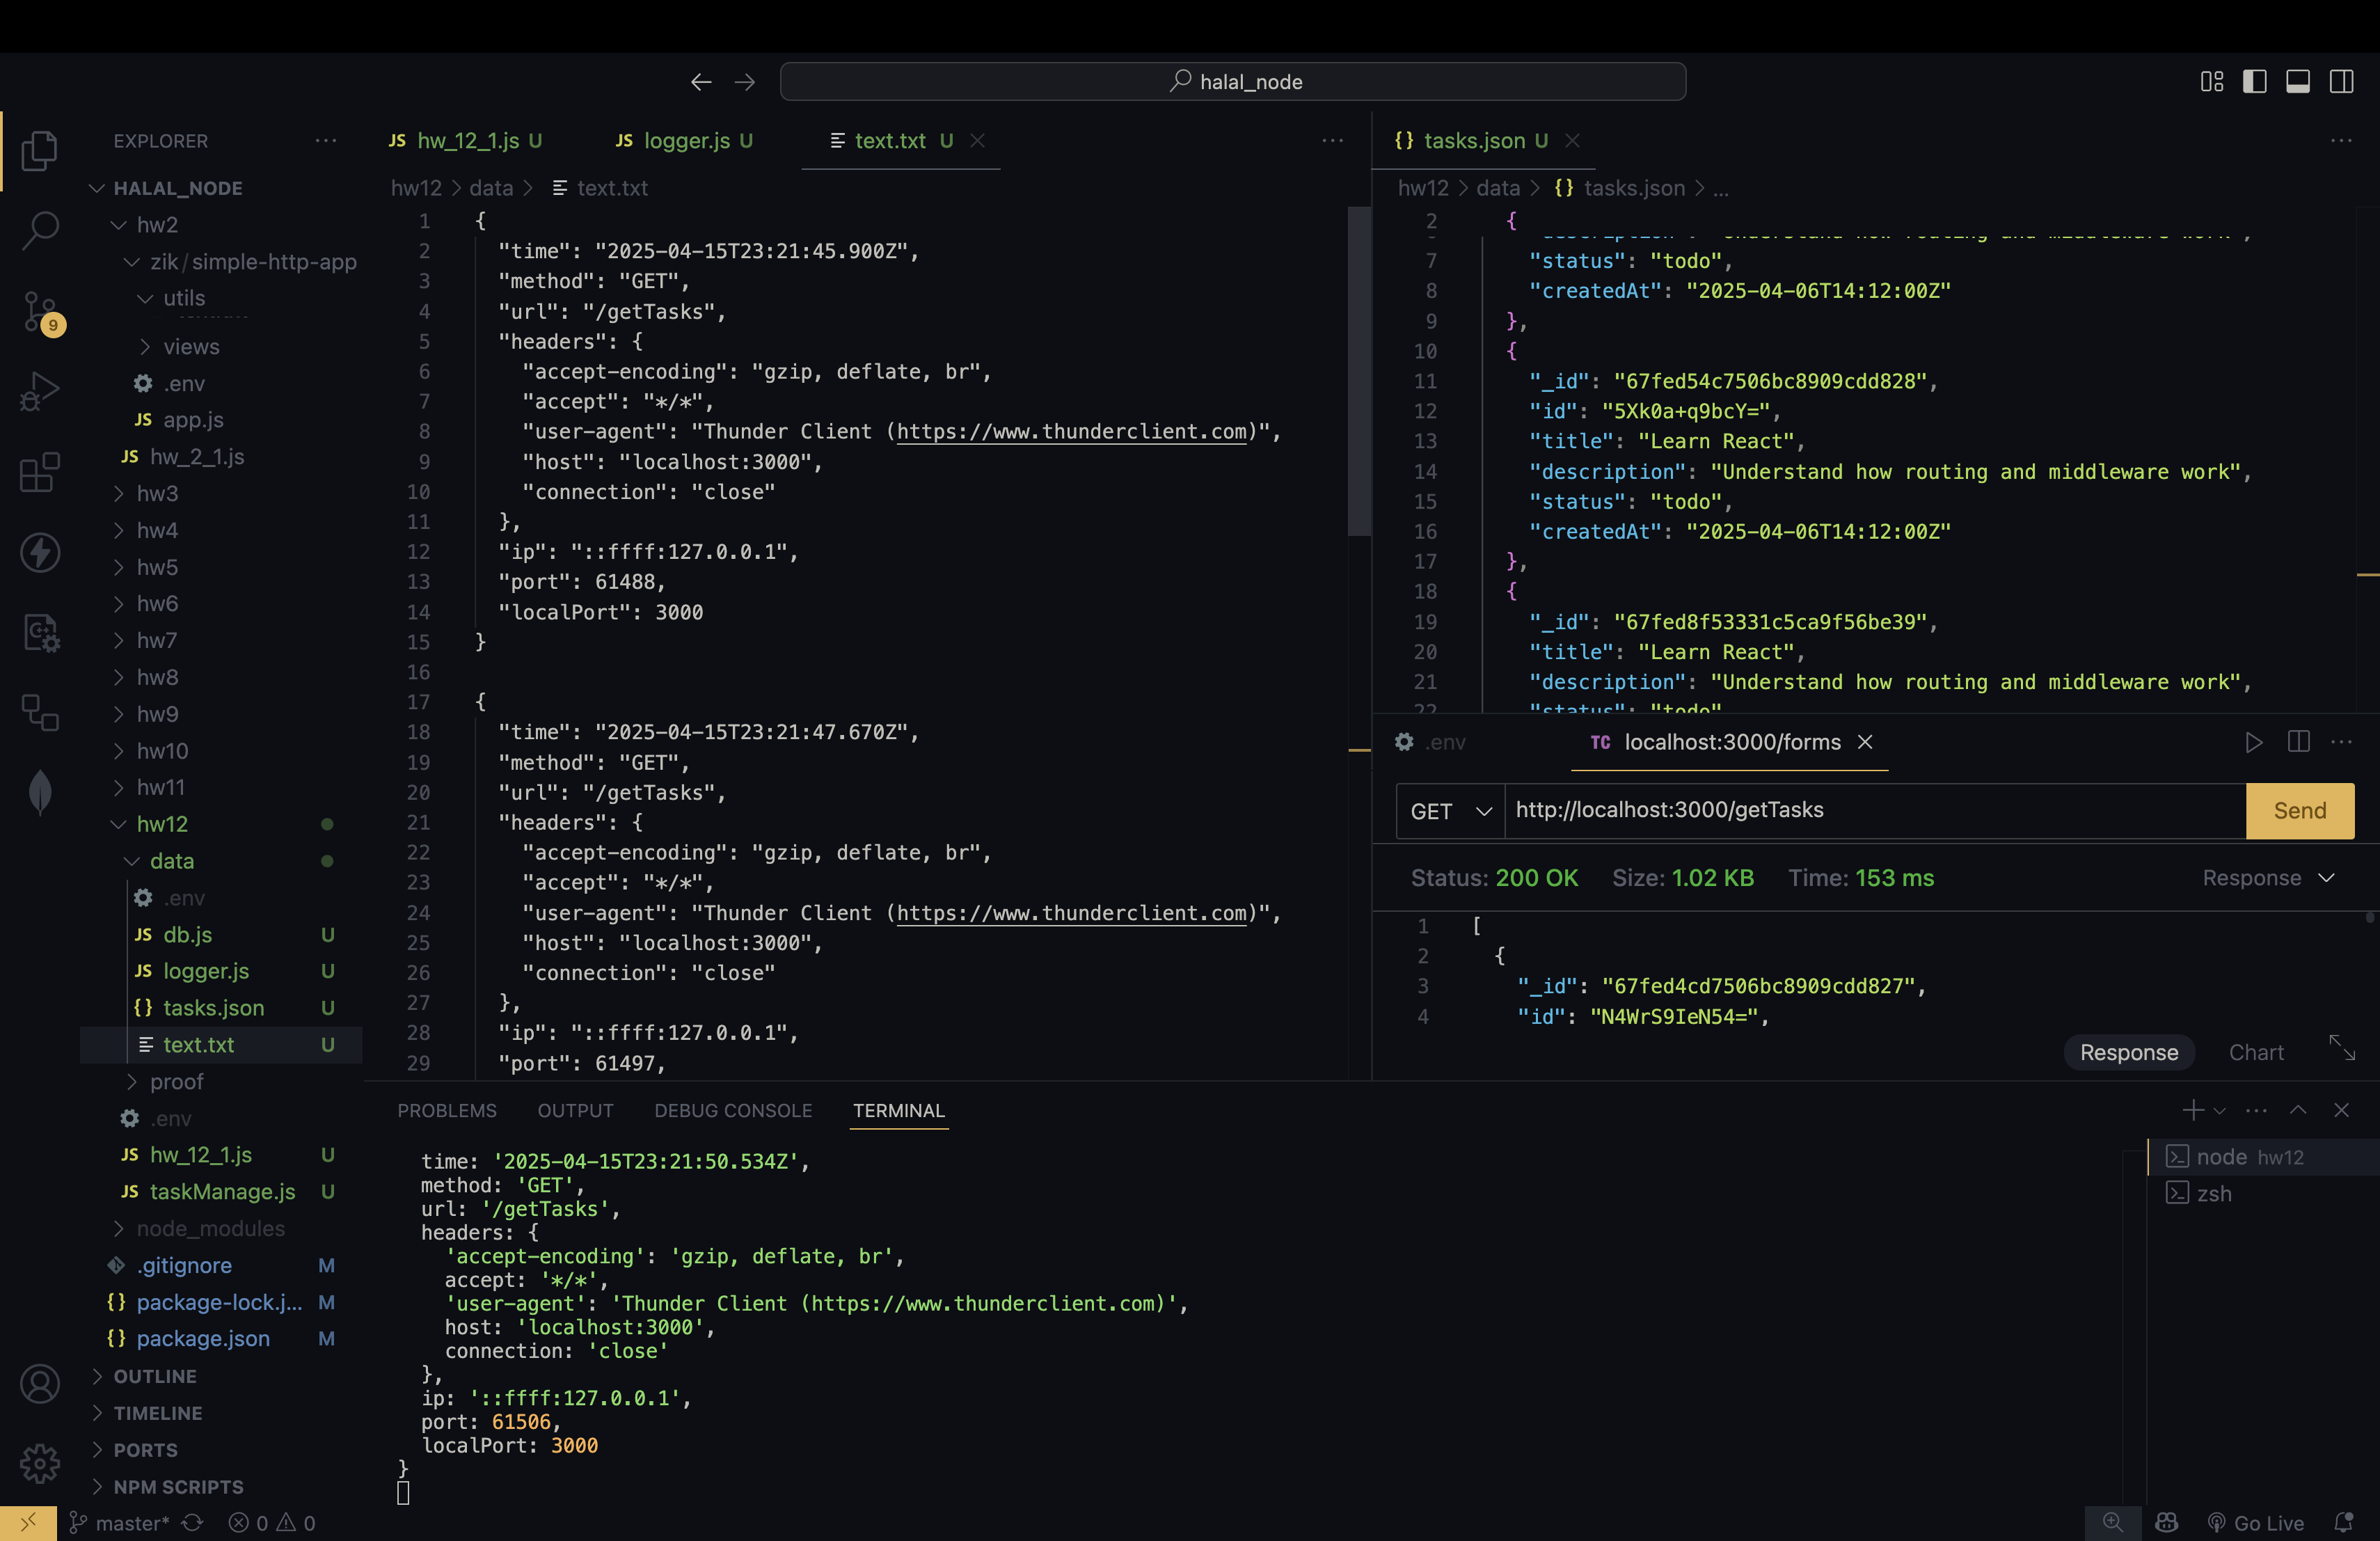 halal_node
EXPLORER
HALAL_NODE
hw2
zik/simple-http-app
utils
views
.env
JS app.js
JS hw_2_1.js
hw3
hw4
hw5
hw6
hw7
hw8
hw9
hw10
hw11
hw12
data
.env
JS db.js U
JS logger.js U
{} tasks.json U
text.txt U
proof
.env
JS hw_12_1.js U
JS taskManage.js U
node_modules
.gitignore M
{} package-lock.j... M
{} package.json M
OUTLINE
TIMELINE
PORTS
NPM SCRIPTS
9
JS hw_12_1.js U
JS logger.js U
text.txt U
hw12 > data > text.txt
1 {
2 "time": "2025-04-15T23:21:45.900Z",
3 "method": "GET",
4 "url": "/getTasks",
5 "headers": {
6 "accept-encoding": "gzip, deflate, br",
7 "accept": "*/*",
8 "user-agent": "Thunder Client (https://www.thunderclient.com)",
9 "host": "localhost:3000",
10 "connection": "close"
11 },
12 "ip": "::ffff:127.0.0.1",
13 "port": 61488,
14 "localPort": 3000
15 }
16
17 {
18 "time": "2025-04-15T23:21:47.670Z",
19 "method": "GET",
20 "url": "/getTasks",
21 "headers": {
22 "accept-encoding": "gzip, deflate, br",
23 "accept": "*/*",
24 "user-agent": "Thunder Client (https://www.thunderclient.com)",
25 "host": "localhost:3000",
26 "connection": "close"
27 },
28 "ip": "::ffff:127.0.0.1",
29 "port": 61497,
{} tasks.json U
hw12 > data > {} tasks.json > ...
2 {
"description": "Understand how routing and middleware work",
7 "status": "todo",
8 "createdAt": "2025-04-06T14:12:00Z"
9 },
10 {
11 "_id": "67fed54c7506bc8909cdd828",
12 "id": "5Xk0a+q9bcY=",
13 "title": "Learn React",
14 "description": "Understand how routing and middleware work",
15 "status": "todo",
16 "createdAt": "2025-04-06T14:12:00Z"
17 },
18 {
19 "_id": "67fed8f53331c5ca9f56be39",
20 "title": "Learn React",
21 "description": "Understand how routing and middleware work",
22 "status": "todo"
.env
TC localhost:3000/forms
GET http://localhost:3000/getTasks Send
Status: 200 OK Size: 1.02 KB Time: 153 ms Response
1 [
2 {
3 "_id": "67fed4cd7506bc8909cdd827",
4 "id": "N4WrS9IeN54=",
Response Chart
PROBLEMS OUTPUT DEBUG CONSOLE TERMINAL
time: '2025-04-15T23:21:50.534Z',
method: 'GET',
url: '/getTasks',
headers: {
'accept-encoding': 'gzip, deflate, br',
accept: '*/*',
'user-agent': 'Thunder Client (https://www.thunderclient.com)',
host: 'localhost:3000',
connection: 'close'
},
ip: '::ffff:127.0.0.1',
port: 61506,
localPort: 3000
}
node hw12
zsh
master* 0 0
Go Live